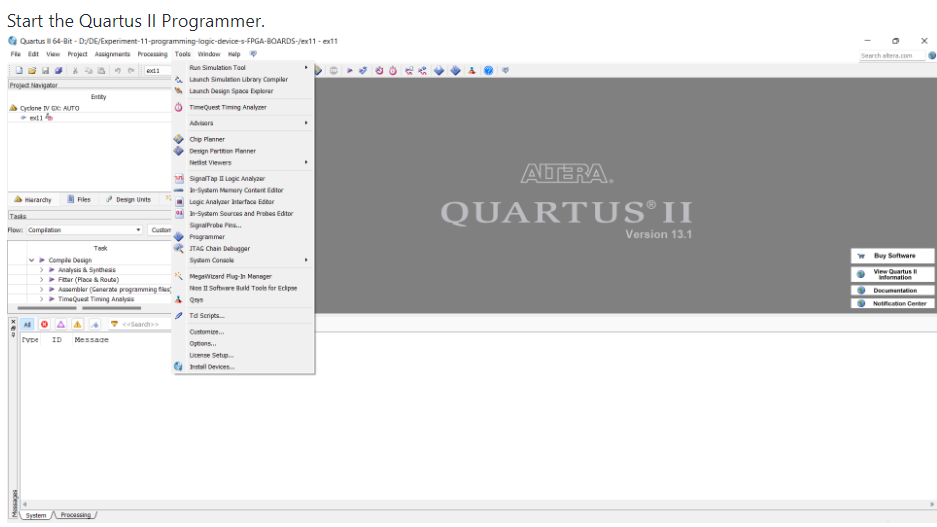 Start the Quartus II Programmer.
Quartus II 64-Bit - D:/DE/Experiment-11-programming-logic-device-s-FPGA-BOARDS-/ex11 - ex11
File Edit View Project Assignments Processing Tools Window Help
Search altera.com
ex11
Project Navigator
Entity
Cyclone IV GX: AUTO
ex11
Hierarchy Files Design Units
Tasks
Flow: Compilation Custom
Task
Compile Design
Analysis & Synthesis
Fitter (Place & Route)
Assembler (Generate programming files)
TimeQuest Timing Analysis
Run Simulation Tool
Launch Simulation Library Compiler
Launch Design Space Explorer
TimeQuest Timing Analyzer
Advisors
Chip Planner
Design Partition Planner
Netlist Viewers
SignalTap II Logic Analyzer
In-System Memory Content Editor
Logic Analyzer Interface Editor
In-System Sources and Probes Editor
SignalProbe Pins...
Programmer
JTAG Chain Debugger
System Console
MegaWizard Plug-In Manager
Nios II Software Build Tools for Eclipse
Qsys
Tcl Scripts...
Customize...
Options...
License Setup...
Install Devices...
ALTERA.
QUARTUS® II
Version 13.1
Buy Software
View Quartus II
Information
Documentation
Notification Center
All <<Search>>
Type ID Message
Messages
System Processing